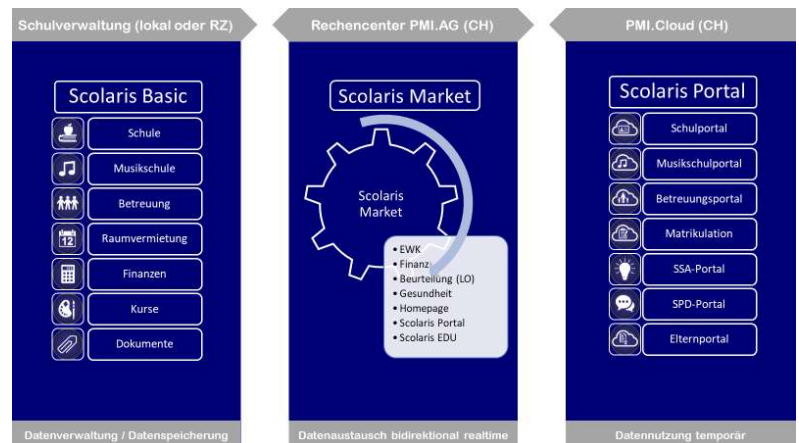 Schulverwaltung (lokal oder RZ)
Scolaris Basic
Schule
Musikschule
Betreuung
12
Raumvermietung
Finanzen
Kurse
Dokumente
Datenverwaltung / Datenspeicherung
Rechencenter PMI.AG (CH)
Scolaris Market
Scolaris
Market
• EWK
• Finanz
• Beurteilung (LO)
• Gesundheit
• Homepage
• Scolaris Portal
• Scolaris EDU
Datenaustausch bidirektional realtime
PMI.Cloud (CH)
Scolaris Portal
Schulportal
Musikschulportal
Betreuungsportal
Matrikulation
SSA-Portal
SPD-Portal
Elternportal
Datennutzung temporär